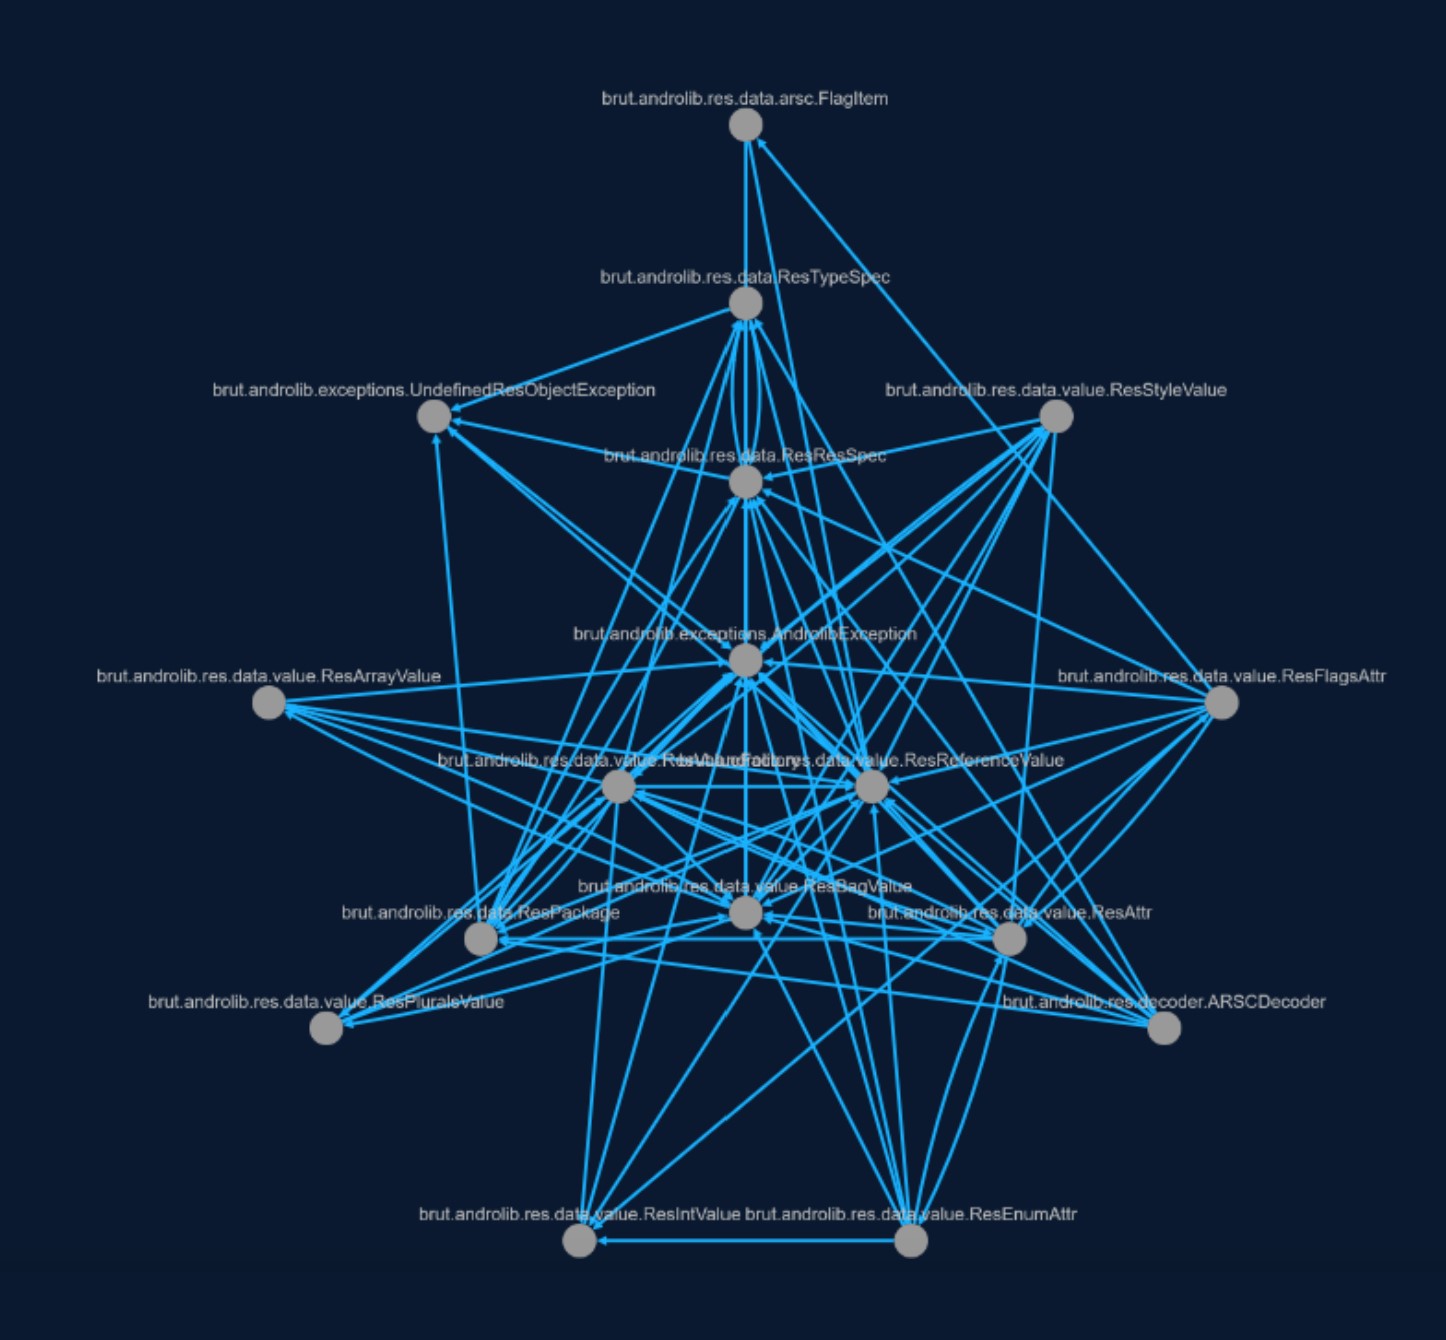 brut.androlib.res.data.arsc.FlagItem
brut.androlib.res.data.ResTypeSpec
brut.androlib.exceptions.UndefinedResObjectException
brut.androlib.res.data.value.ResStyleValue
brut.androlib.res.data.ResResSpec
brut.androlib.exceptions.AndrolibException
brut.androlib.res.data.value.ResArrayValue
brut.androlib.res.data.value.ResFlagsAttr
brut.androlib.res.data.value.ResValueFactory
brut.androlib.res.data.value.ResReferenceValue
brut.androlib.res.data.value.ResBagValue
brut.androlib.res.data.ResPackage
brut.androlib.res.data.value.ResAttr
brut.androlib.res.data.value.ResPluralsValue
brut.androlib.res.decoder.ARSCDecoder
brut.androlib.res.data.value.ResIntValue
brut.androlib.res.data.value.ResEnumAttr